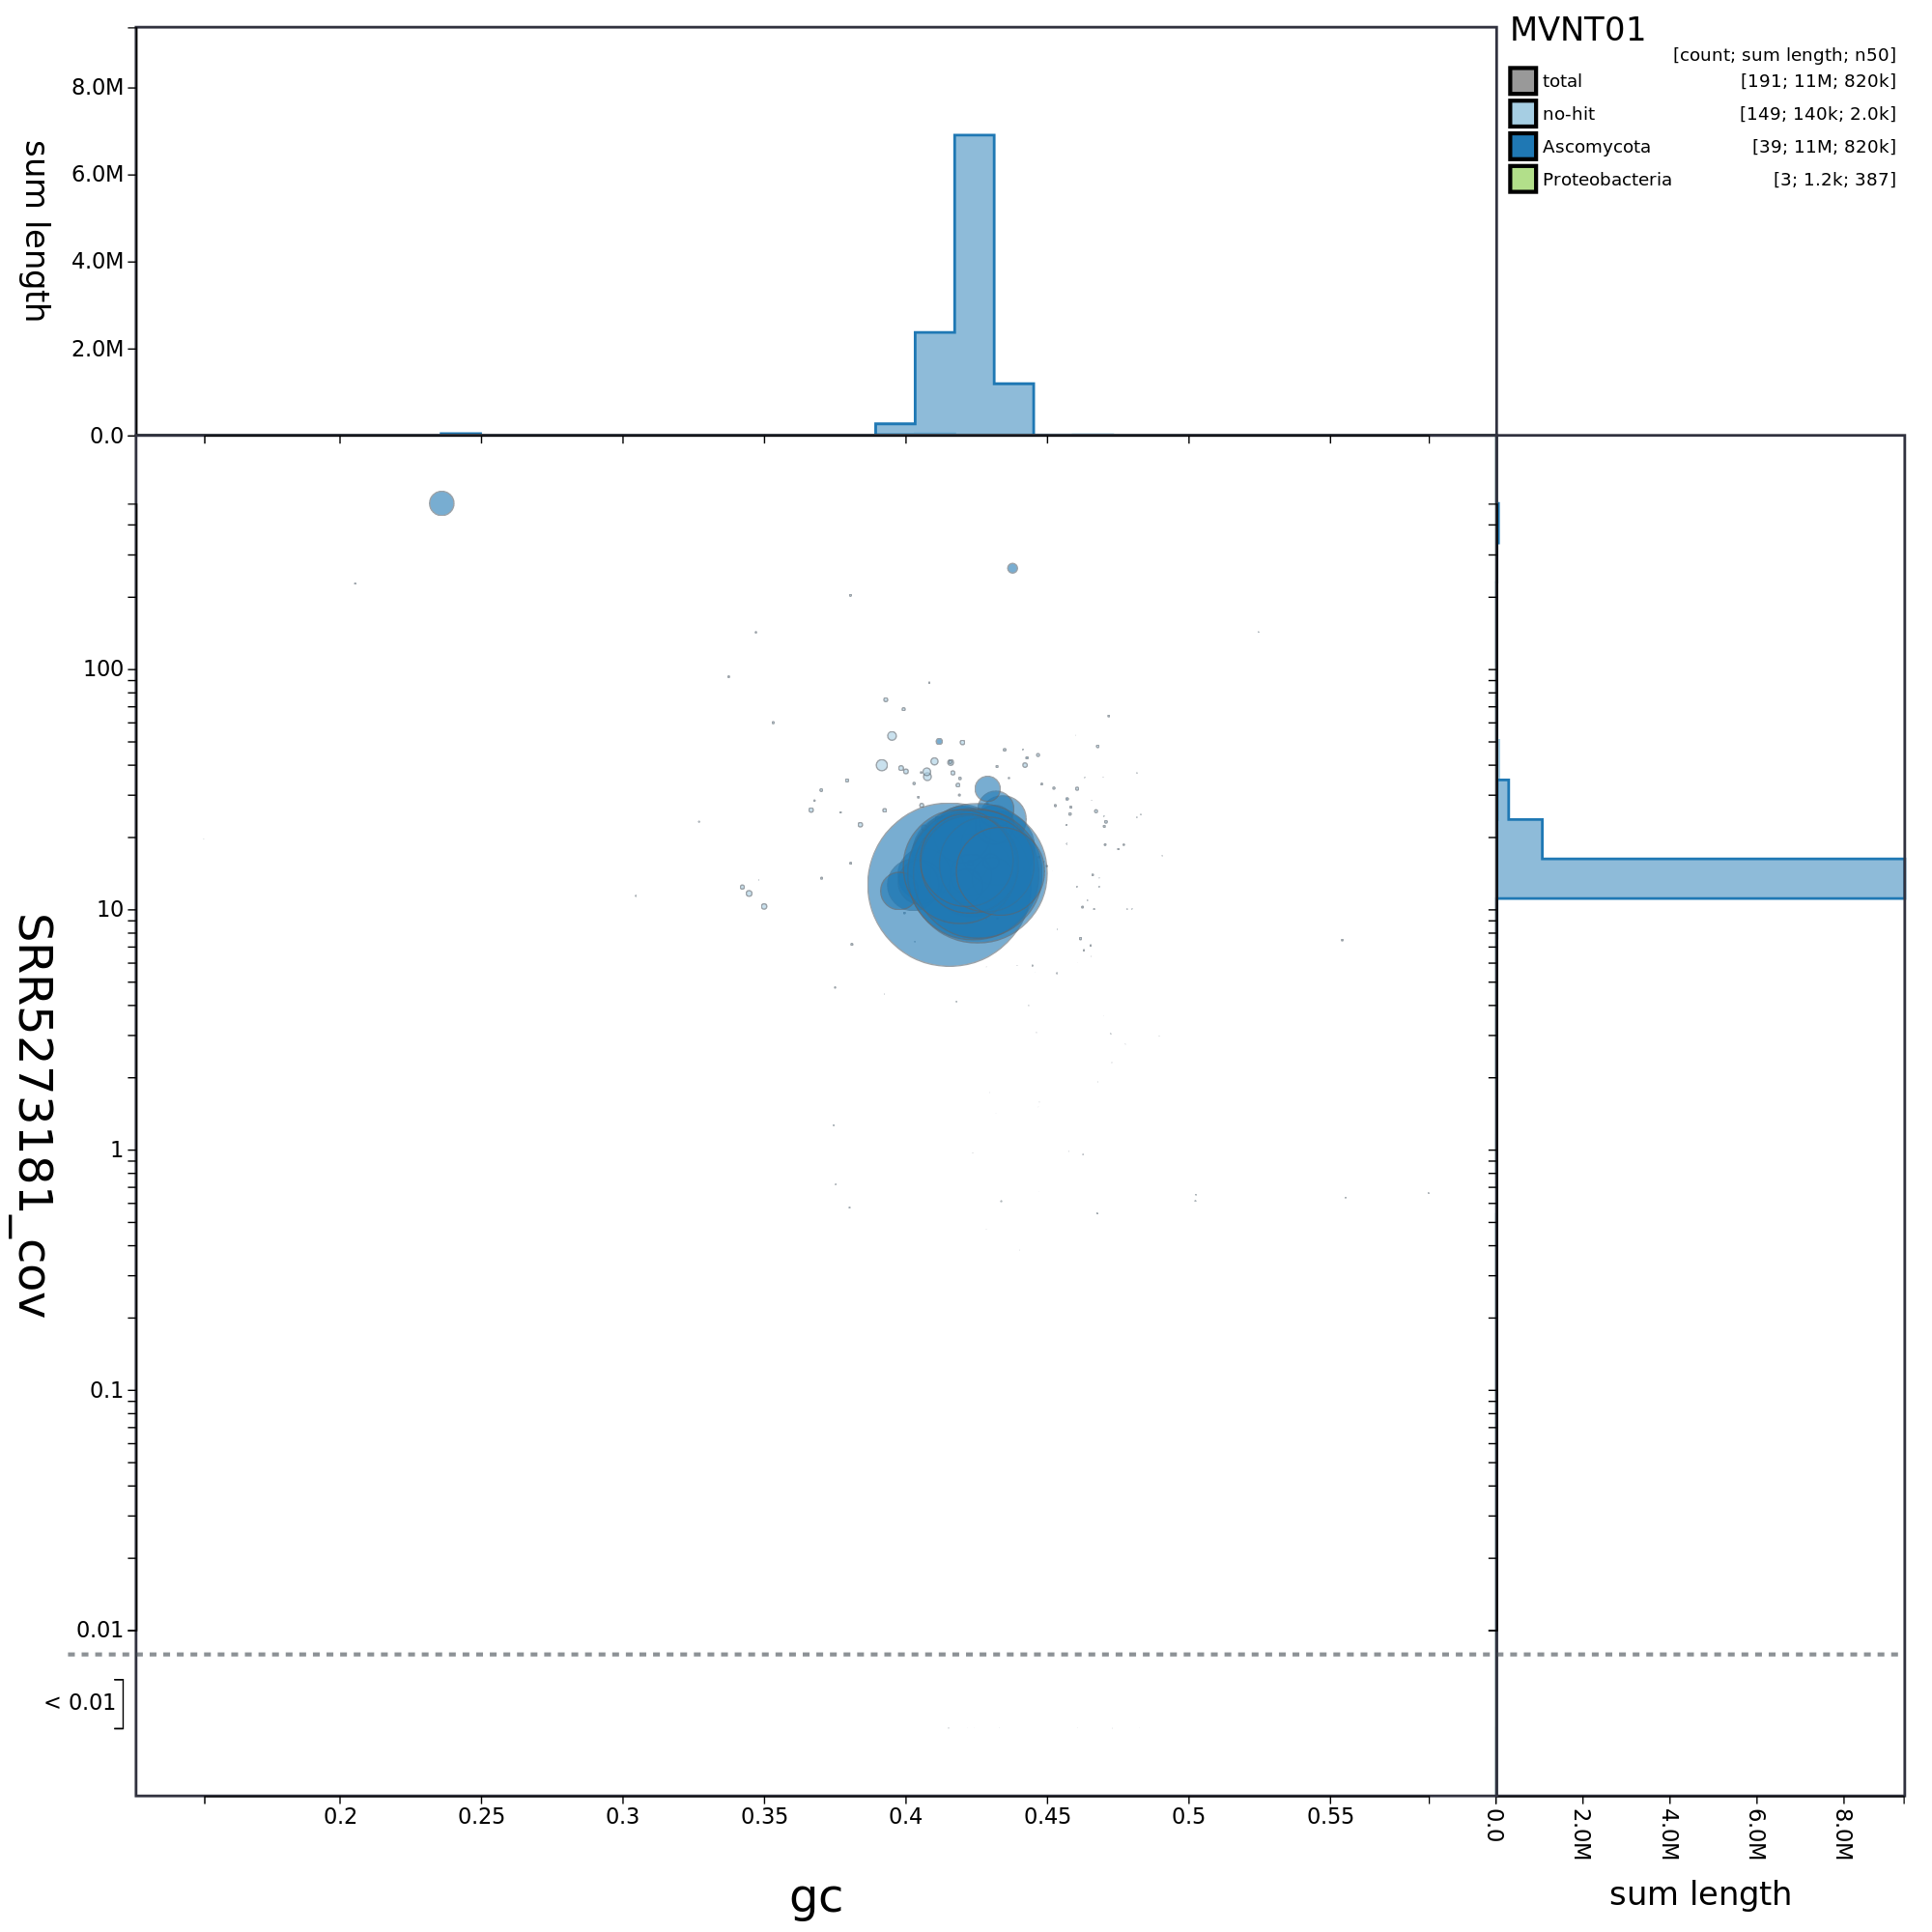 MVNT01
[count; sum length; n50]
total [191; 11M; 820k]
no-hit [149; 140k; 2.0k]
Ascomycota [39; 11M; 820k]
Proteobacteria [3; 1.2k; 387]
sum length
8.0M
6.0M
4.0M
2.0M
0.0
SRR5273181_cov
100
10
1
0.1
0.01
< 0.01
0.2 0.25 0.3 0.35 0.4 0.45 0.5 0.55
gc
0.0 2.0M 4.0M 6.0M 8.0M
sum length